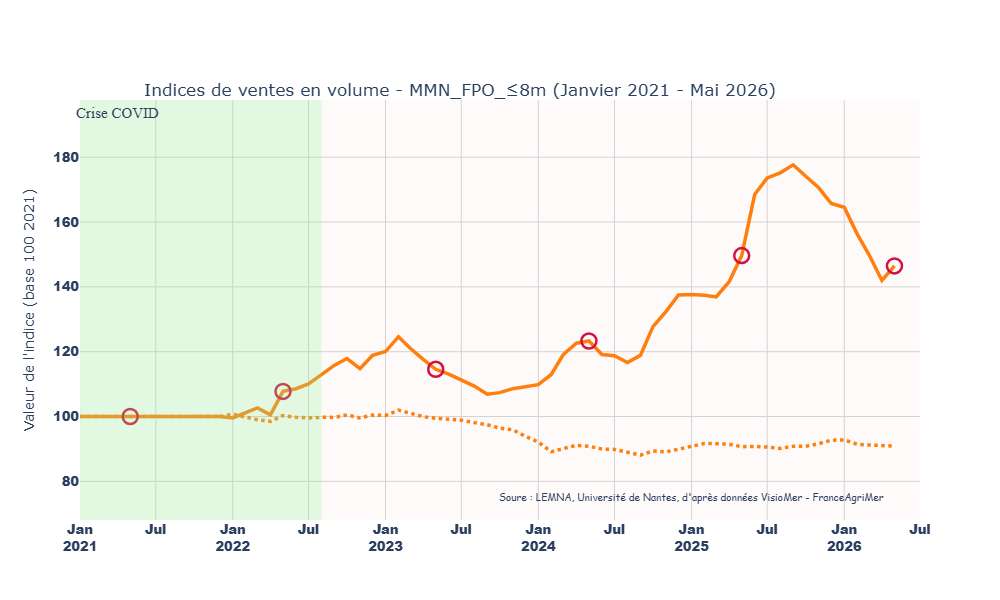 Indices de ventes en volume - MMN_FPO_≤8m (Janvier 2021 - Mai 2026)
Crise COVID
Valeur de l'indice (base 100 2021)
180
160
140
120
100
80
Soure : LEMNA, Université de Nantes, d'après données VisioMer - FranceAgriMer
Jan Jul Jan Jul Jan Jul Jan Jul Jan Jul Jan Jul
2021 2022 2023 2024 2025 2026